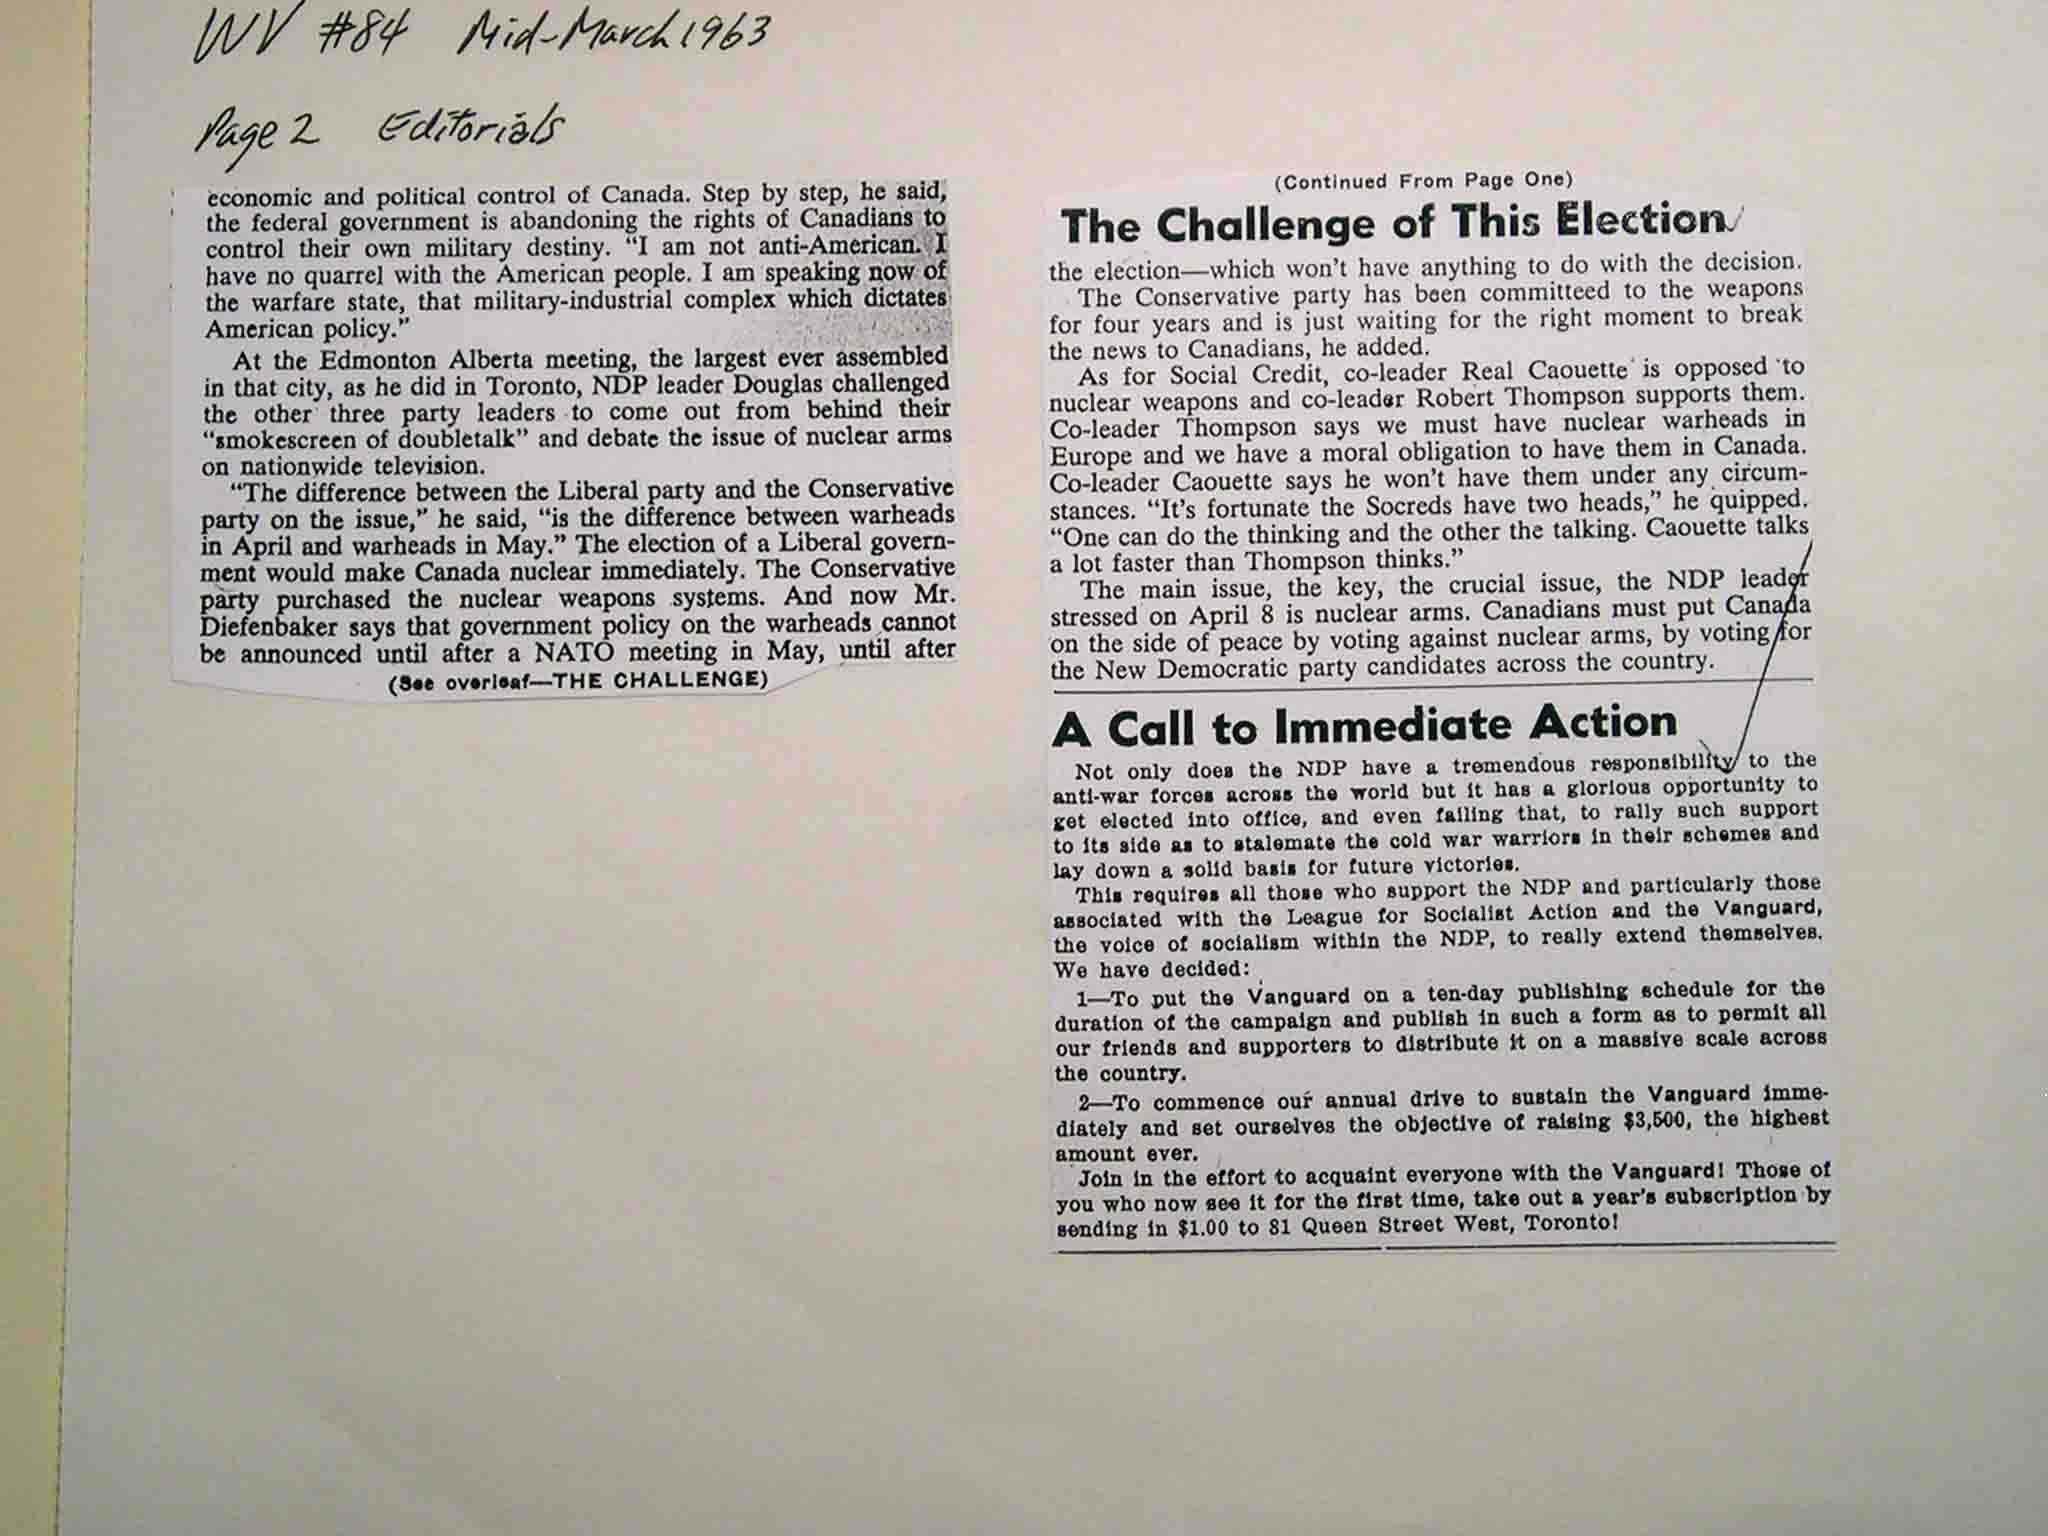 WV #84 Mid-March 1963
Page 2 Editorials
economic and political control of Canada. Step by step, he said,
the federal government is abandoning the rights of Canadians to
control their own military destiny. “I am not anti-American. I
have no quarrel with the American people. I am speaking now of
the warfare state, that military-industrial complex which dictates
American policy.”
At the Edmonton Alberta meeting, the largest ever assembled
in that city, as he did in Toronto, NDP leader Douglas challenged
the other three party leaders to come out from behind their
“smokescreen of doubletalk” and debate the issue of nuclear arms
on nationwide television.
“The difference between the Liberal party and the Conservative
party on the issue,” he said, “is the difference between warheads
in April and warheads in May.” The election of a Liberal govern-
ment would make Canada nuclear immediately. The Conservative
party purchased the nuclear weapons systems. And now Mr.
Diefenbaker says that government policy on the warheads cannot
be announced until after a NATO meeting in May, until after
(See overleaf—THE CHALLENGE)
(Continued From Page One)
The Challenge of This Election
the election—which won’t have anything to do with the decision.
The Conservative party has been committeed to the weapons
for four years and is just waiting for the right moment to break
the news to Canadians, he added.
As for Social Credit, co-leader Real Caouette is opposed to
nuclear weapons and co-leader Robert Thompson supports them.
Co-leader Thompson says we must have nuclear warheads in
Europe and we have a moral obligation to have them in Canada.
Co-leader Caouette says he won’t have them under any circum-
stances. “It’s fortunate the Socreds have two heads,” he quipped.
“One can do the thinking and the other the talking. Caouette talks
a lot faster than Thompson thinks.”
The main issue, the key, the crucial issue, the NDP leader
stressed on April 8 is nuclear arms. Canadians must put Canada
on the side of peace by voting against nuclear arms, by voting for
the New Democratic party candidates across the country.
A Call to Immediate Action
Not only does the NDP have a tremendous responsibility to the
anti-war forces across the world but it has a glorious opportunity to
get elected into office, and even failing that, to rally such support
to its side as to stalemate the cold war warriors in their schemes and
lay down a solid basis for future victories.
This requires all those who support the NDP and particularly those
associated with the League for Socialist Action and the Vanguard,
the voice of socialism within the NDP, to really extend themselves.
We have decided:
1—To put the Vanguard on a ten-day publishing schedule for the
duration of the campaign and publish in such a form as to permit all
our friends and supporters to distribute it on a massive scale across
the country.
2—To commence our annual drive to sustain the Vanguard imme-
diately and set ourselves the objective of raising $3,500, the highest
amount ever.
Join in the effort to acquaint everyone with the Vanguard! Those of
you who now see it for the first time, take out a year’s subscription by
sending in $1.00 to 81 Queen Street West, Toronto!